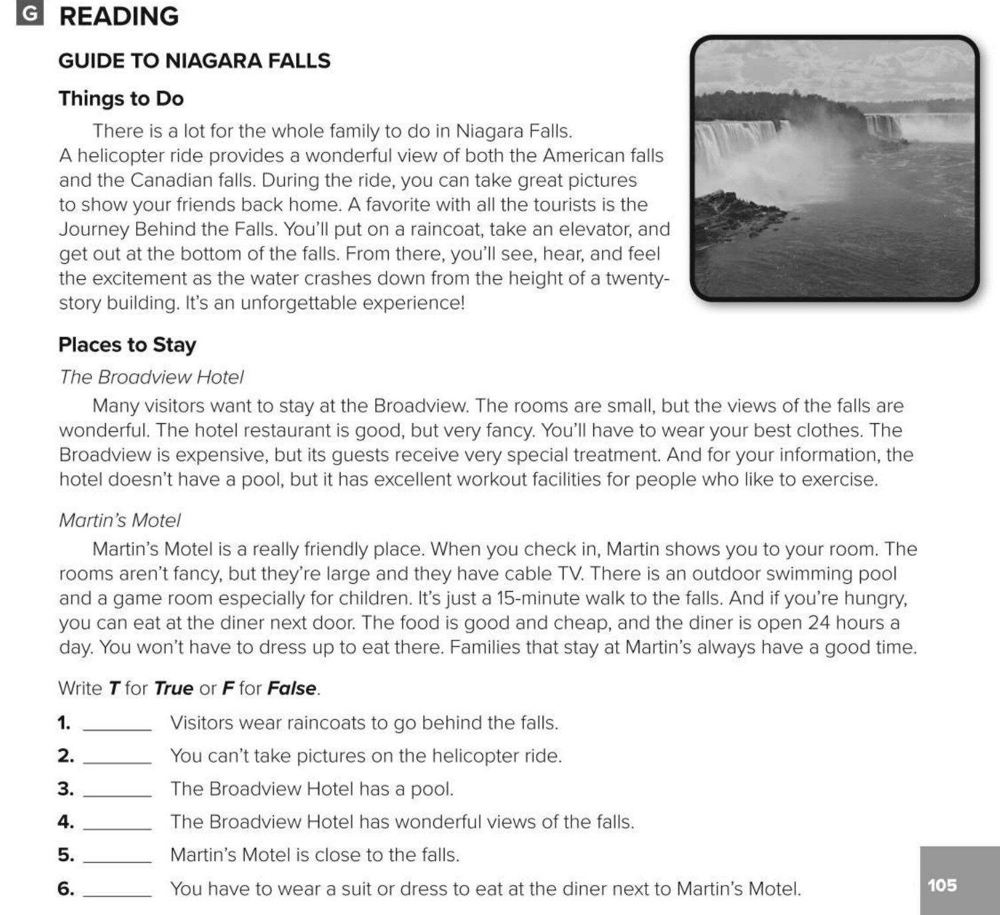 G READING
GUIDE TO NIAGARA FALLS
Things to Do
There is a lot for the whole family to do in Niagara Falls.
A helicopter ride provides a wonderful view of both the American falls
and the Canadian falls. During the ride, you can take great pictures
to show your friends back home. A favorite with all the tourists is the
Journey Behind the Falls. You’ll put on a raincoat, take an elevator, and
get out at the bottom of the falls. From there, you’ll see, hear, and feel
the excitement as the water crashes down from the height of a twenty-
story building. It’s an unforgettable experience!
Places to Stay
The Broadview Hotel
Many visitors want to stay at the Broadview. The rooms are small, but the views of the falls are
wonderful. The hotel restaurant is good, but very fancy. You’ll have to wear your best clothes. The
Broadview is expensive, but its guests receive very special treatment. And for your information, the
hotel doesn’t have a pool, but it has excellent workout facilities for people who like to exercise.
Martin’s Motel
Martin’s Motel is a really friendly place. When you check in, Martin shows you to your room. The
rooms aren’t fancy, but they’re large and they have cable TV. There is an outdoor swimming pool
and a game room especially for children. It’s just a 15-minute walk to the falls. And if you’re hungry,
you can eat at the diner next door. The food is good and cheap, and the diner is open 24 hours a
day. You won’t have to dress up to eat there. Families that stay at Martin’s always have a good time.
Write T for True or F for False.
1. ________ Visitors wear raincoats to go behind the falls.
2. ________ You can’t take pictures on the helicopter ride.
3. ________ The Broadview Hotel has a pool.
4. ________ The Broadview Hotel has wonderful views of the falls.
5. ________ Martin’s Motel is close to the falls.
6. ________ You have to wear a suit or dress to eat at the diner next to Martin’s Motel.
105